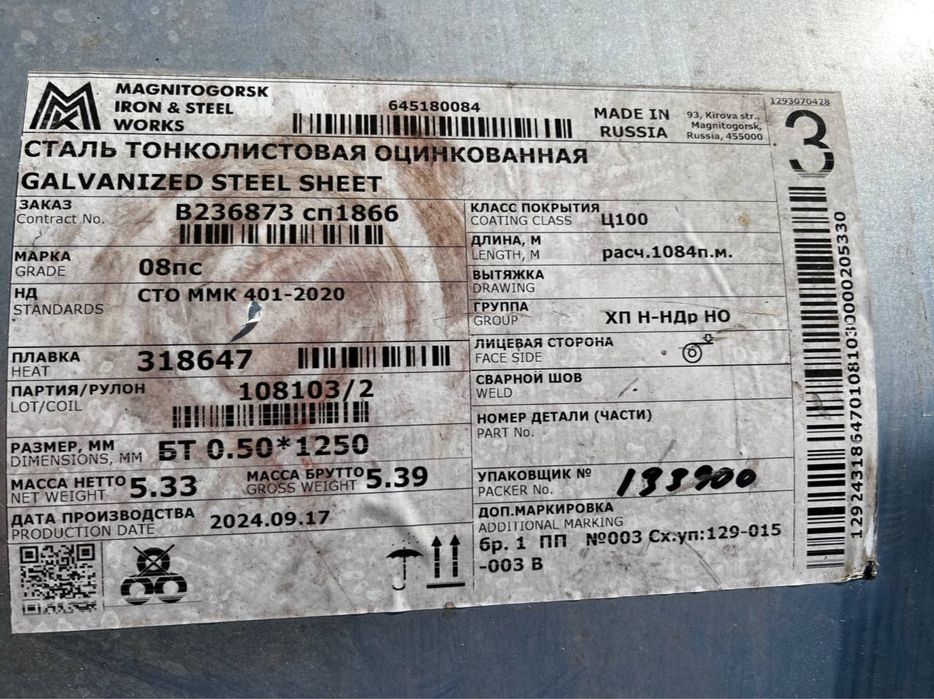 MAGNITOGORSK
IRON & STEEL
WORKS
645180084
MADE IN
RUSSIA
93, Kirova str.,
Magnitogorsk,
Russia, 455000
1293070428
3
СТАЛЬ ТОНКОЛИСТОВАЯ ОЦИНКОВАННАЯ
GALVANIZED STEEL SHEET
ЗАКАЗ
Contract No.
В236873 сп1866
МАРКА
GRADE
08пс
НД
STANDARDS
СТО ММК 401-2020
ПЛАВКА
HEAT
318647
ПАРТИЯ/РУЛОН
LOT/COIL
108103/2
РАЗМЕР, ММ
DIMENSIONS, MM
БТ 0.50*1250
МАССА НЕТТО
NET WEIGHT
5.33
МАССА БРУТТО
GROSS WEIGHT
5.39
ДАТА ПРОИЗВОДСТВА
PRODUCTION DATE
2024.09.17
КЛАСС ПОКРЫТИЯ
COATING CLASS
Ц100
ДЛИНА, М
LENGTH, M
расч.1084п.м.
ВЫТЯЖКА
DRAWING
ГРУППА
GROUP
ХП Н-НДр НО
ЛИЦЕВАЯ СТОРОНА
FACE SIDE
СВАРНОЙ ШОВ
WELD
НОМЕР ДЕТАЛИ (ЧАСТИ)
PART No.
УПАКОВЩИК №
PACKER No.
133900
ДОП.МАРКИРОВКА
ADDITIONAL MARKING
бр. 1 ПП №003 Сх.уп:129-015
-003 В
12924318647010810300000205330